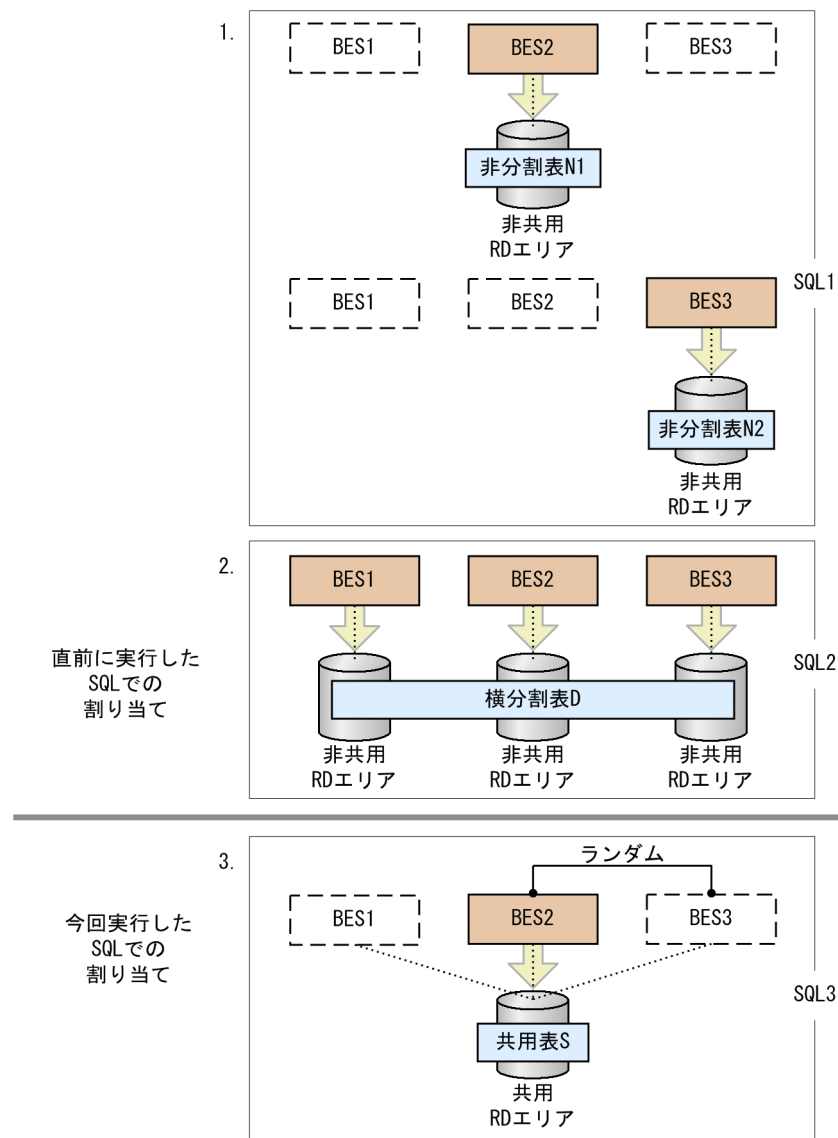 1.
BES1
BES2
BES3
非分割表N1
非共用
RDエリア
SQL1
BES1
BES2
BES3
非分割表N2
非共用
RDエリア
2.
BES1
BES2
BES3
直前に実行した
SQLでの
割り当て
SQL2
横分割表D
非共用
RDエリア
非共用
RDエリア
非共用
RDエリア
3.
ランダム
BES1
BES2
BES3
今回実行した
SQLでの
割り当て
SQL3
共用表S
共用
RDエリア